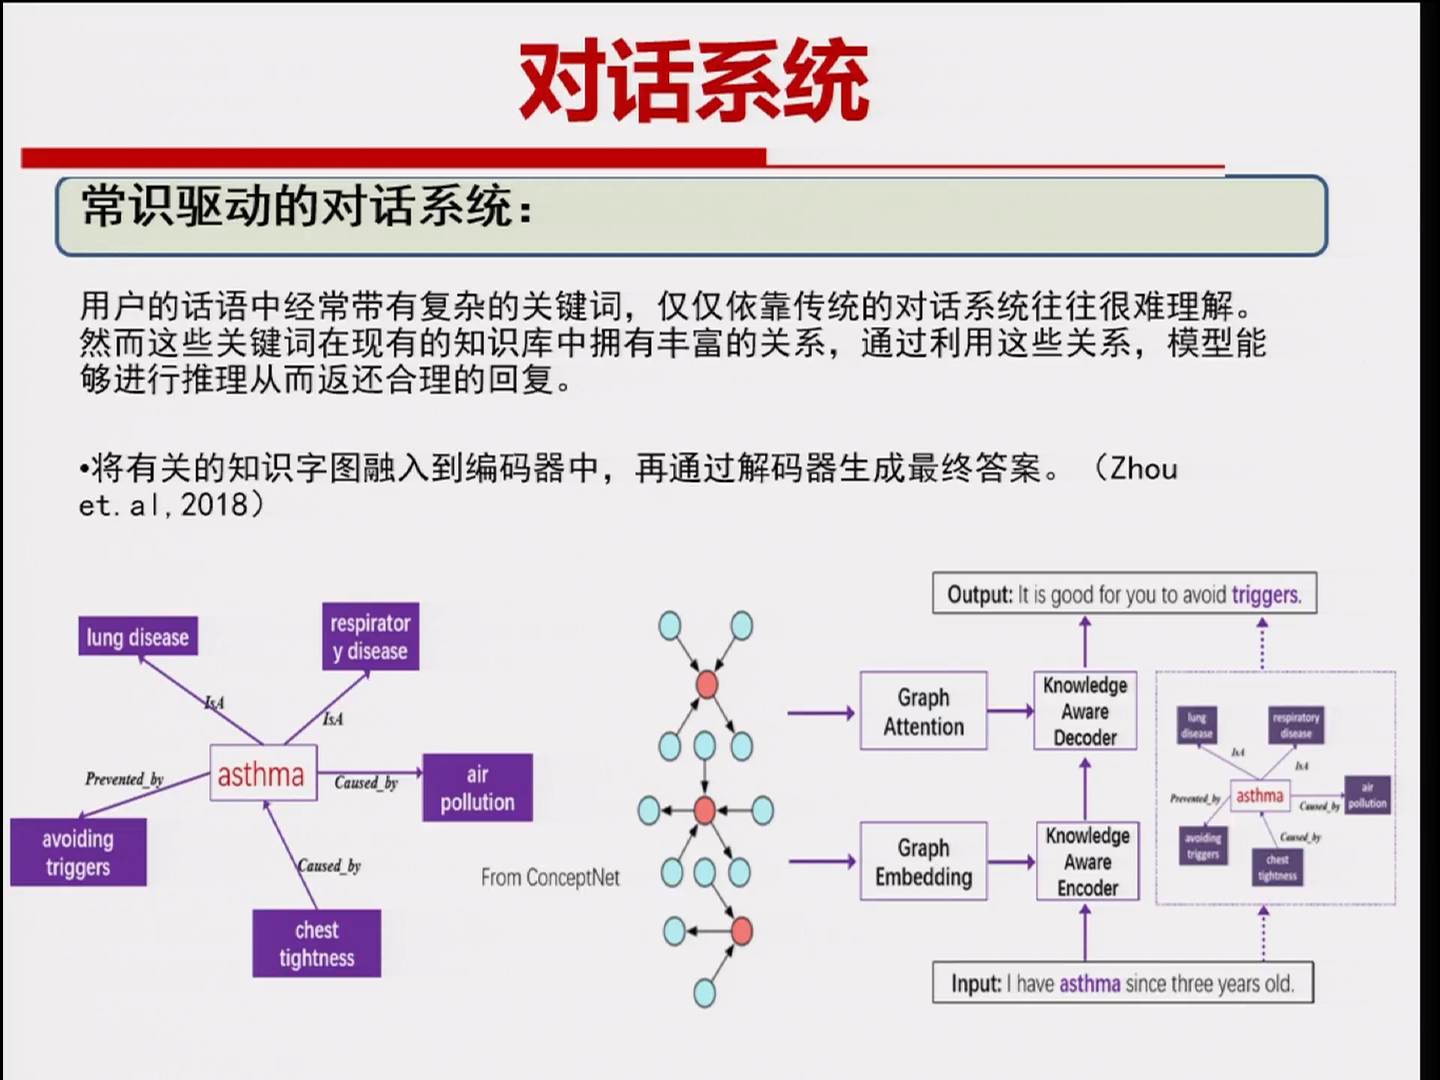 对话系统
常识驱动的对话系统：
用户的话语中经常带有复杂的关键词，仅仅依靠传统的对话系统往往很难理解。
然而这些关键词在现有的知识库中拥有丰富的关系，通过利用这些关系，模型能
够进行推理从而返还合理的回复。
•将有关的知识字图融入到编码器中，再通过解码器生成最终答案。（Zhou
et.al,2018）
lung disease
respirator
y disease
IsA
IsA
asthma
Prevented_by
Caused_by
air
pollution
avoiding
triggers
Caused_by
chest
tightness
From ConceptNet
Output: It is good for you to avoid triggers.
Graph
Attention
Knowledge
Aware
Decoder
Graph
Embedding
Knowledge
Aware
Encoder
lung
disease
respiratory
disease
IsA
IsA
asthma
Prevented_by
Caused_by
air
pollution
avoiding
triggers
Caused_by
chest
tightness
Input: I have asthma since three years old.